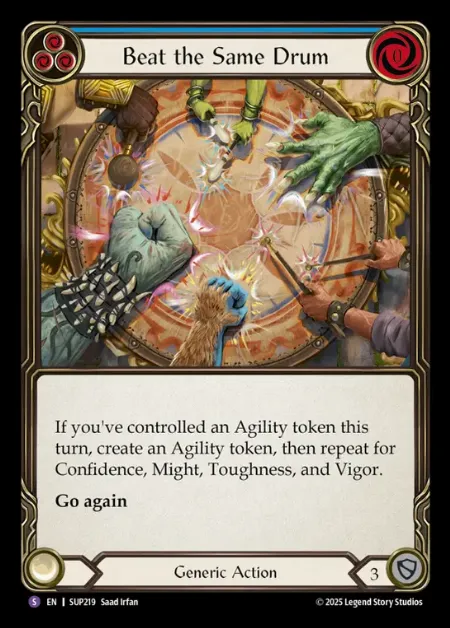 Beat the Same Drum
0
If you've controlled an Agility token this
turn, create an Agility token, then repeat for
Confidence, Might, Toughness, and Vigor.
Go again
Generic Action
3
S EN | SUP219 Saad Irfan
© 2025 Legend Story Studios